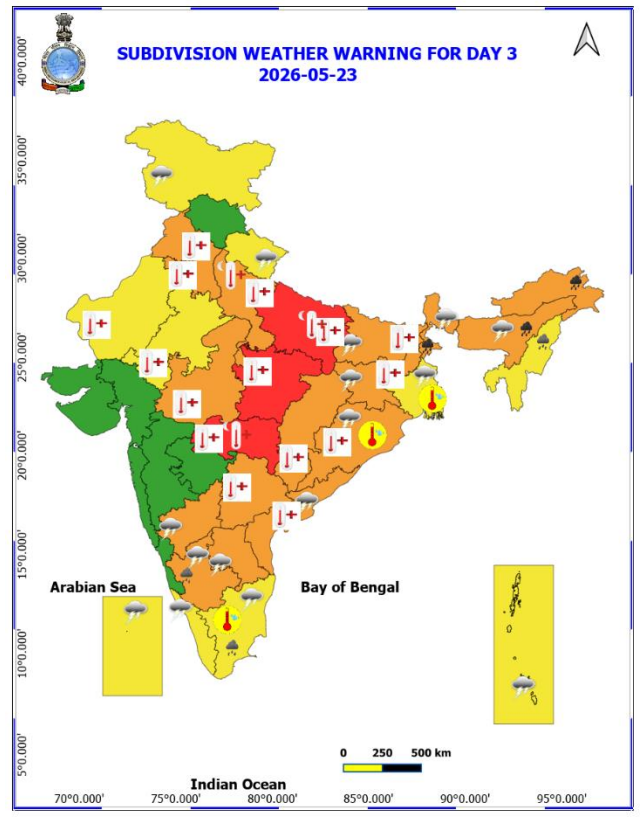 SUBDIVISION WEATHER WARNING FOR DAY 3
2026-05-23
40°0.000'
35°0.000'
30°0.000'
25°0.000'
20°0.000'
15°0.000'
10°0.000'
5°0.000'
Arabian Sea
Bay of Bengal
0 250 500 km
Indian Ocean
70°0.000' 75°0.000' 80°0.000' 85°0.000' 90°0.000' 95°0.000'